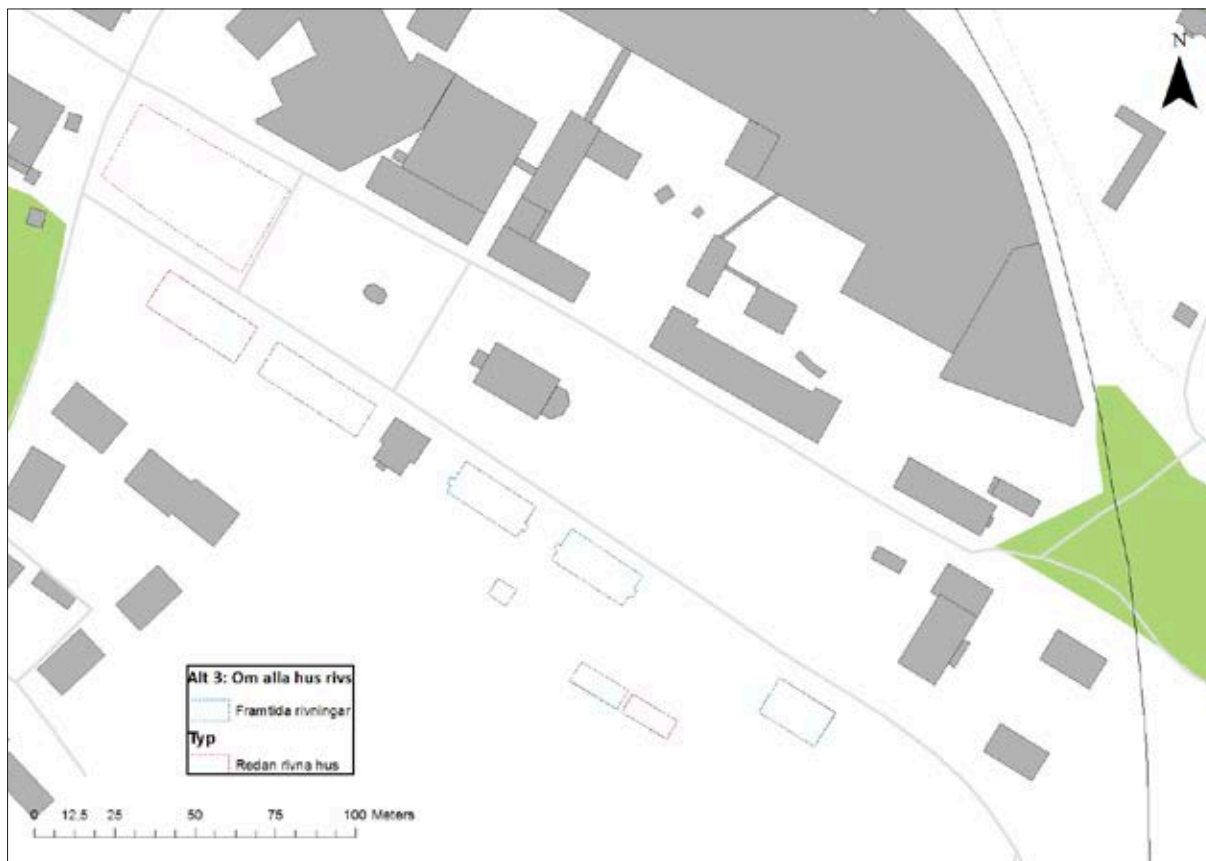 N
Alt 3: Om alla hus rivs
Framtida rivningar
Typ
Redan rivna hus
0 12.5 25 50 75 100 Meters